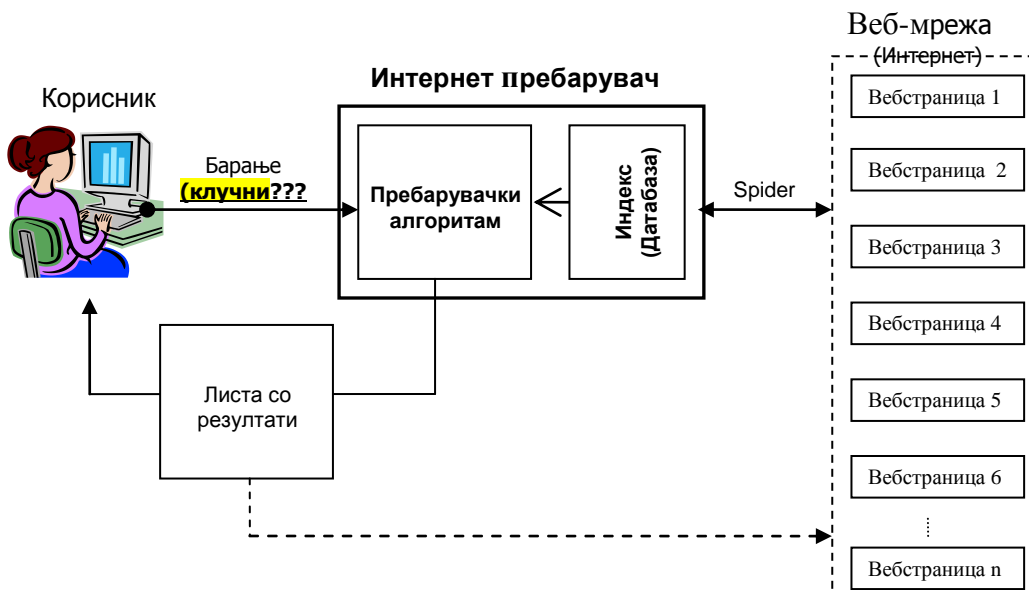 Веб-мрежа
(Интернет)
Интернет пребарувач
Корисник
Барање
(клучни???
Пребарувачки
алгоритам
Индекс
(Датабаза)
Spider
Вебстраница 1
Вебстраница 2
Вебстраница 3
Вебстраница 4
Вебстраница 5
Вебстраница 6
Вебстраница n
Листа со
резултати